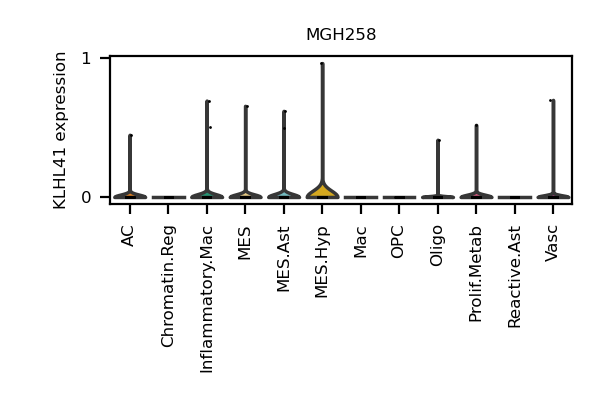 MGH258
KLHL41 expression
1
0
AC
Chromatin.Reg
Inflammatory.Mac
MES
MES.Ast
MES.Hyp
Mac
OPC
Oligo
Prolif.Metab
Reactive.Ast
Vasc